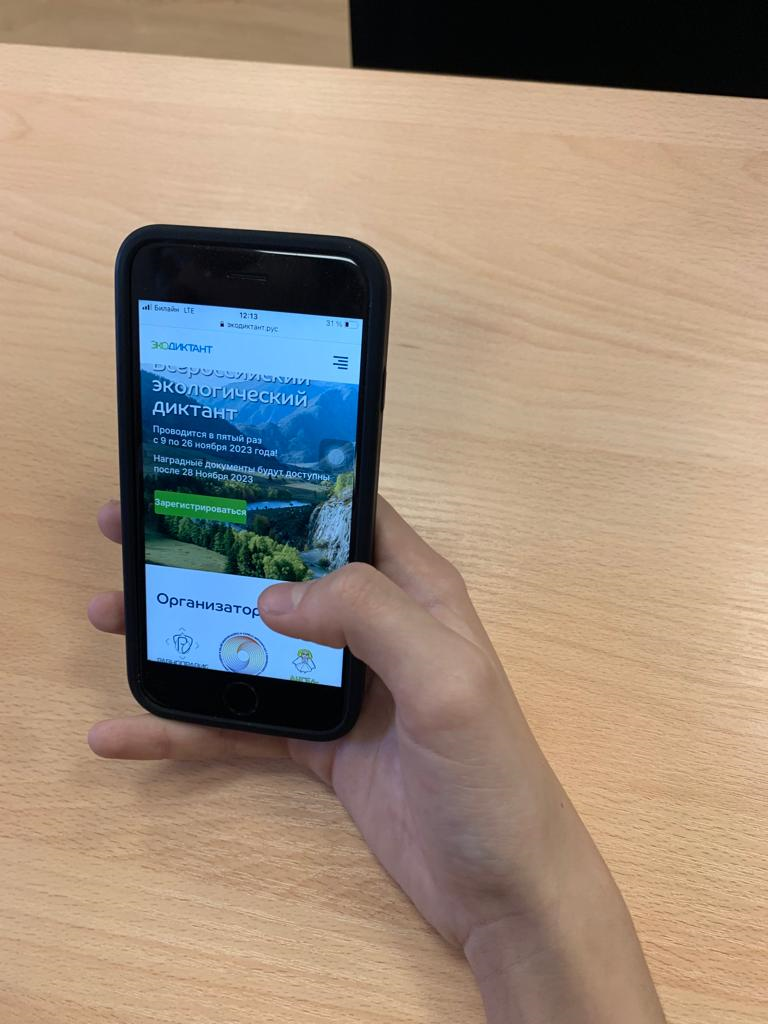 Билайн LTE 12:13 31 %
экодиктант.рус
ЭКОДИКТАНТ
Всероссийский
экологический
диктант
Проводится в пятый раз
с 9 по 26 ноября 2023 года!
Наградные документы будут доступны
после 28 Ноября 2023
Зарегистрироваться
Организатор